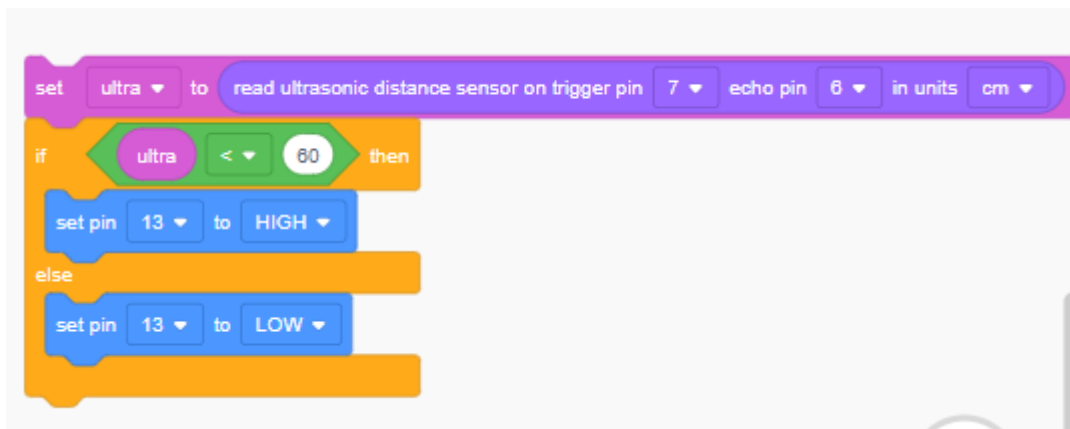 set ultra to read ultrasonic distance sensor on trigger pin 7 echo pin 6 in units cm
if ultra < 60 then
set pin 13 to HIGH
else
set pin 13 to LOW